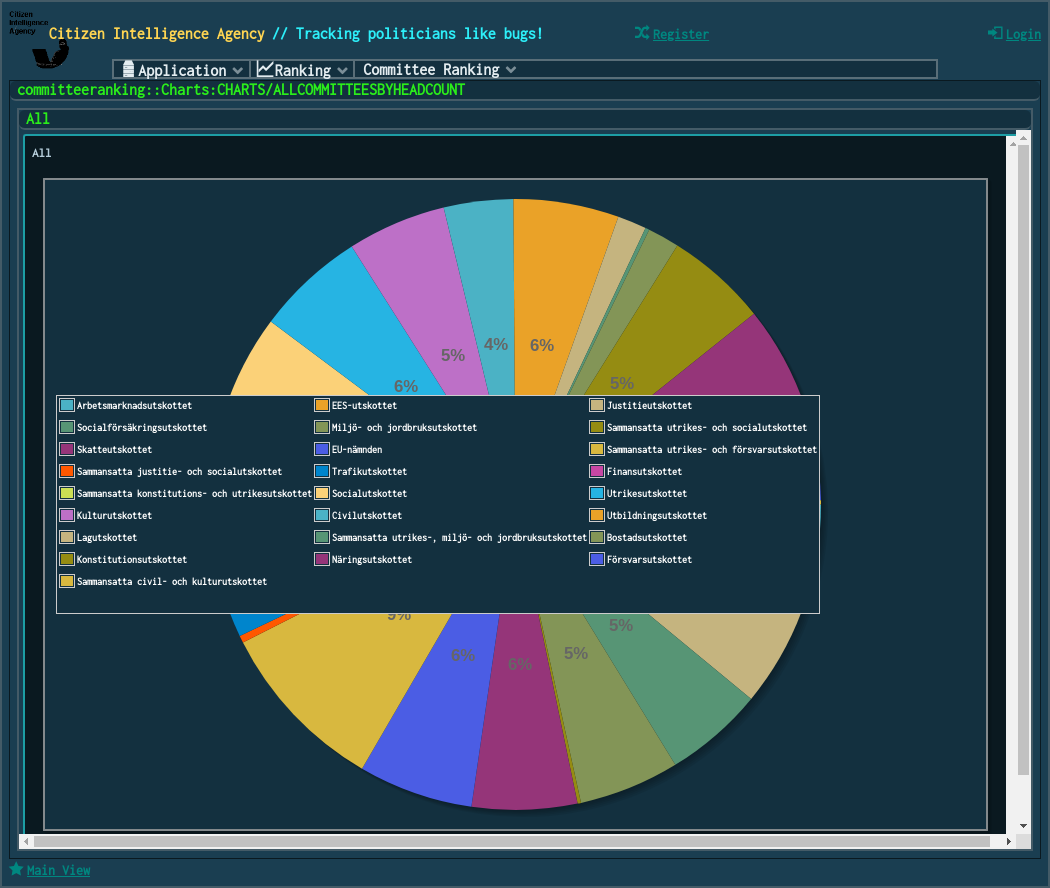 Citizen
Intelligence
Agency
Citizen Intelligence Agency // Tracking politicians like bugs!
Register
Login
Application
Ranking
Committee Ranking
committeeranking::Charts:CHARTS/ALLCOMMITTEESBYHEADCOUNT
All
All
5%
4%
6%
6%
5%
Arbetsmarknadsutskottet
EES-utskottet
Justitieutskottet
Socialförsäkringsutskottet
Miljö- och jordbruksutskottet
Sammansatta utrikes- och socialutskottet
Skatteutskottet
EU-nämnden
Sammansatta utrikes- och försvarsutskottet
Sammansatta justitie- och socialutskottet
Trafikutskottet
Finansutskottet
Sammansatta konstitutions- och utrikesutskottet
Socialutskottet
Utrikesutskottet
Kulturutskottet
Civilutskottet
Utbildningsutskottet
Lagutskottet
Sammansatta utrikes-, miljö- och jordbruksutskottet
Bostadsutskottet
Konstitutionsutskottet
Näringsutskottet
Försvarsutskottet
Sammansatta civil- och kulturutskottet
9%
5%
6%
6%
5%
Main View